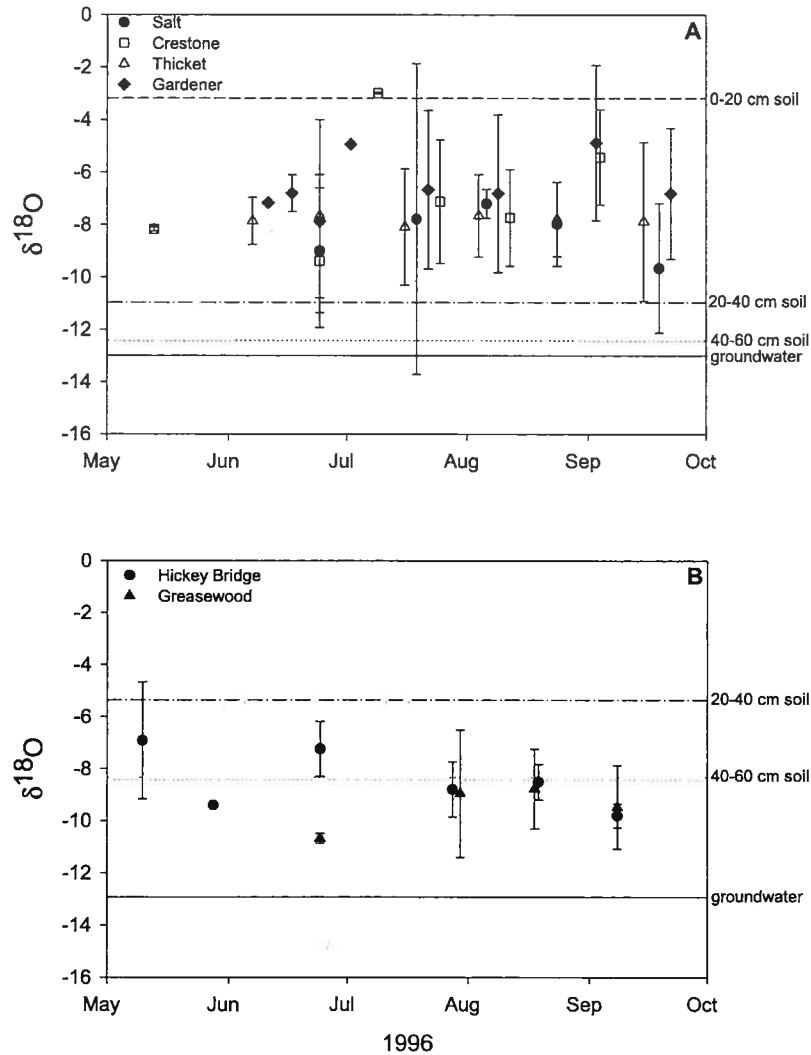 0
A
Salt
Crestone
Thicket
Gardener
-2
0-20 cm soil
-4
-6
δ18O
-8
-10
20-40 cm soil
-12
40-60 cm soil
groundwater
-14
-16
May
Jun
Jul
Aug
Sep
Oct
0
B
Hickey Bridge
Greasewood
-2
-4
20-40 cm soil
-6
δ18O
-8
40-60 cm soil
-10
-12
groundwater
-14
-16
May
Jun
Jul
Aug
Sep
Oct
1996